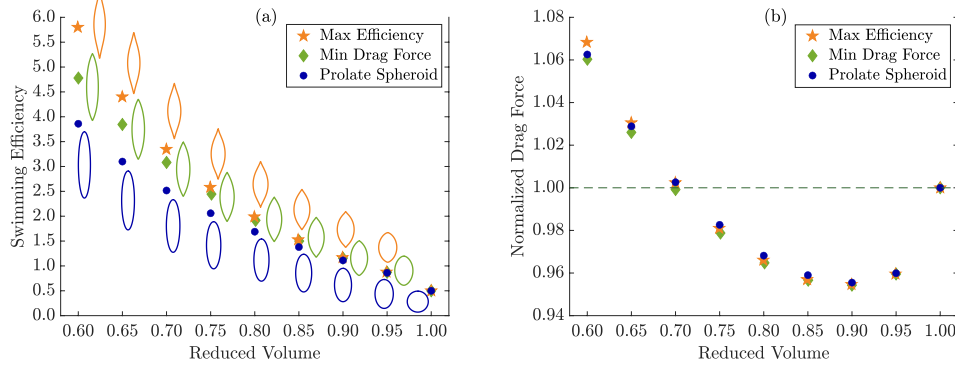 (a)
Max Efficiency
Min Drag Force
Prolate Spheroid
Swimming Efficiency
6.0
5.5
5.0
4.5
4.0
3.5
3.0
2.5
2.0
1.5
1.0
0.5
0.0
0.60 0.65 0.70 0.75 0.80 0.85 0.90 0.95 1.00
Reduced Volume
(b)
Max Efficiency
Min Drag Force
Prolate Spheroid
Normalized Drag Force
1.08
1.06
1.04
1.02
1.00
0.98
0.96
0.94
0.60 0.65 0.70 0.75 0.80 0.85 0.90 0.95 1.00
Reduced Volume